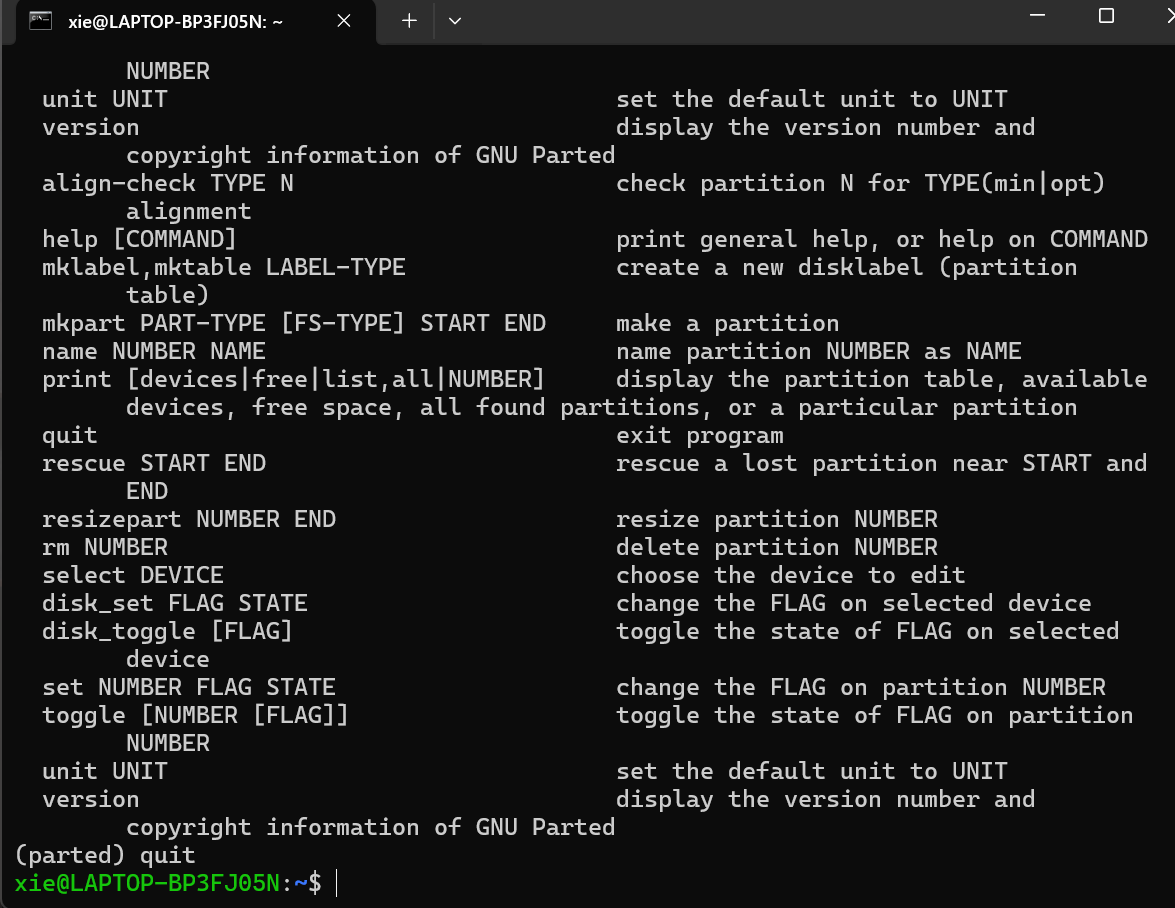 xie@LAPTOP-BP3FJ05N: ~
NUMBER
unit UNIT set the default unit to UNIT
version display the version number and
copyright information of GNU Parted
align-check TYPE N check partition N for TYPE(min|opt)
alignment
help [COMMAND] print general help, or help on COMMAND
mklabel,mktable LABEL-TYPE create a new disklabel (partition
table)
mkpart PART-TYPE [FS-TYPE] START END make a partition
name NUMBER NAME name partition NUMBER as NAME
print [devices|free|list,all|NUMBER] display the partition table, available
devices, free space, all found partitions, or a particular partition
quit exit program
rescue START END rescue a lost partition near START and
END
resizepart NUMBER END resize partition NUMBER
rm NUMBER delete partition NUMBER
select DEVICE choose the device to edit
disk_set FLAG STATE change the FLAG on selected device
disk_toggle [FLAG] toggle the state of FLAG on selected
device
set NUMBER FLAG STATE change the FLAG on partition NUMBER
toggle [NUMBER [FLAG]] toggle the state of FLAG on partition
NUMBER
unit UNIT set the default unit to UNIT
version display the version number and
copyright information of GNU Parted
(parted) quit
xie@LAPTOP-BP3FJ05N:~$